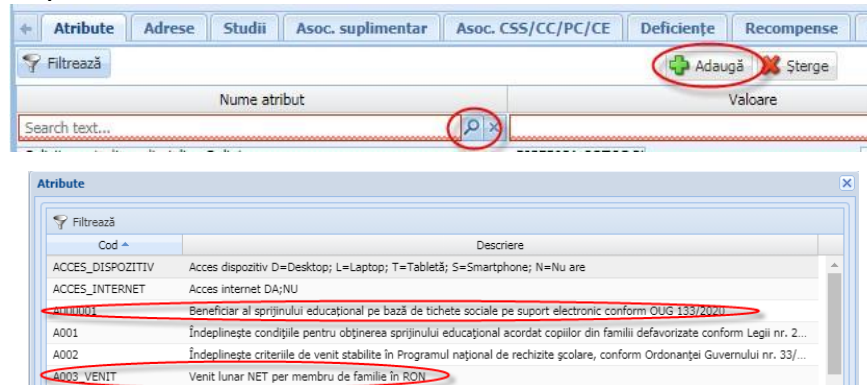 Atribute Adrese Studii Asoc. suplimentar Asoc. CSS/CC/PC/CE Deficiențe Recompense
Filtrează Adaugă Șterge
Nume atribut Valoare
Search text...
Atribute
Filtrează
Cod Descriere
ACCES_DISPOZITIV Acces dispozitiv D=Desktop; L=Laptop; T=Tabletă; S=Smartphone; N=Nu are
ACCES_INTERNET Acces internet DA;NU
A000001 Beneficiar al sprijinului educațional pe bază de tichete sociale pe suport electronic conform OUG 133/2020
A001 Îndeplinește condițiile pentru obținerea sprijinului educațional acordat copiilor din familii defavorizate conform Legii nr. 2...
A002 Îndeplinește criteriile de venit stabilite în Programul național de rechizite școlare, conform Ordonanței Guvernului nr. 33/...
A003_VENIT Venit lunar NET per membru de familie în RON